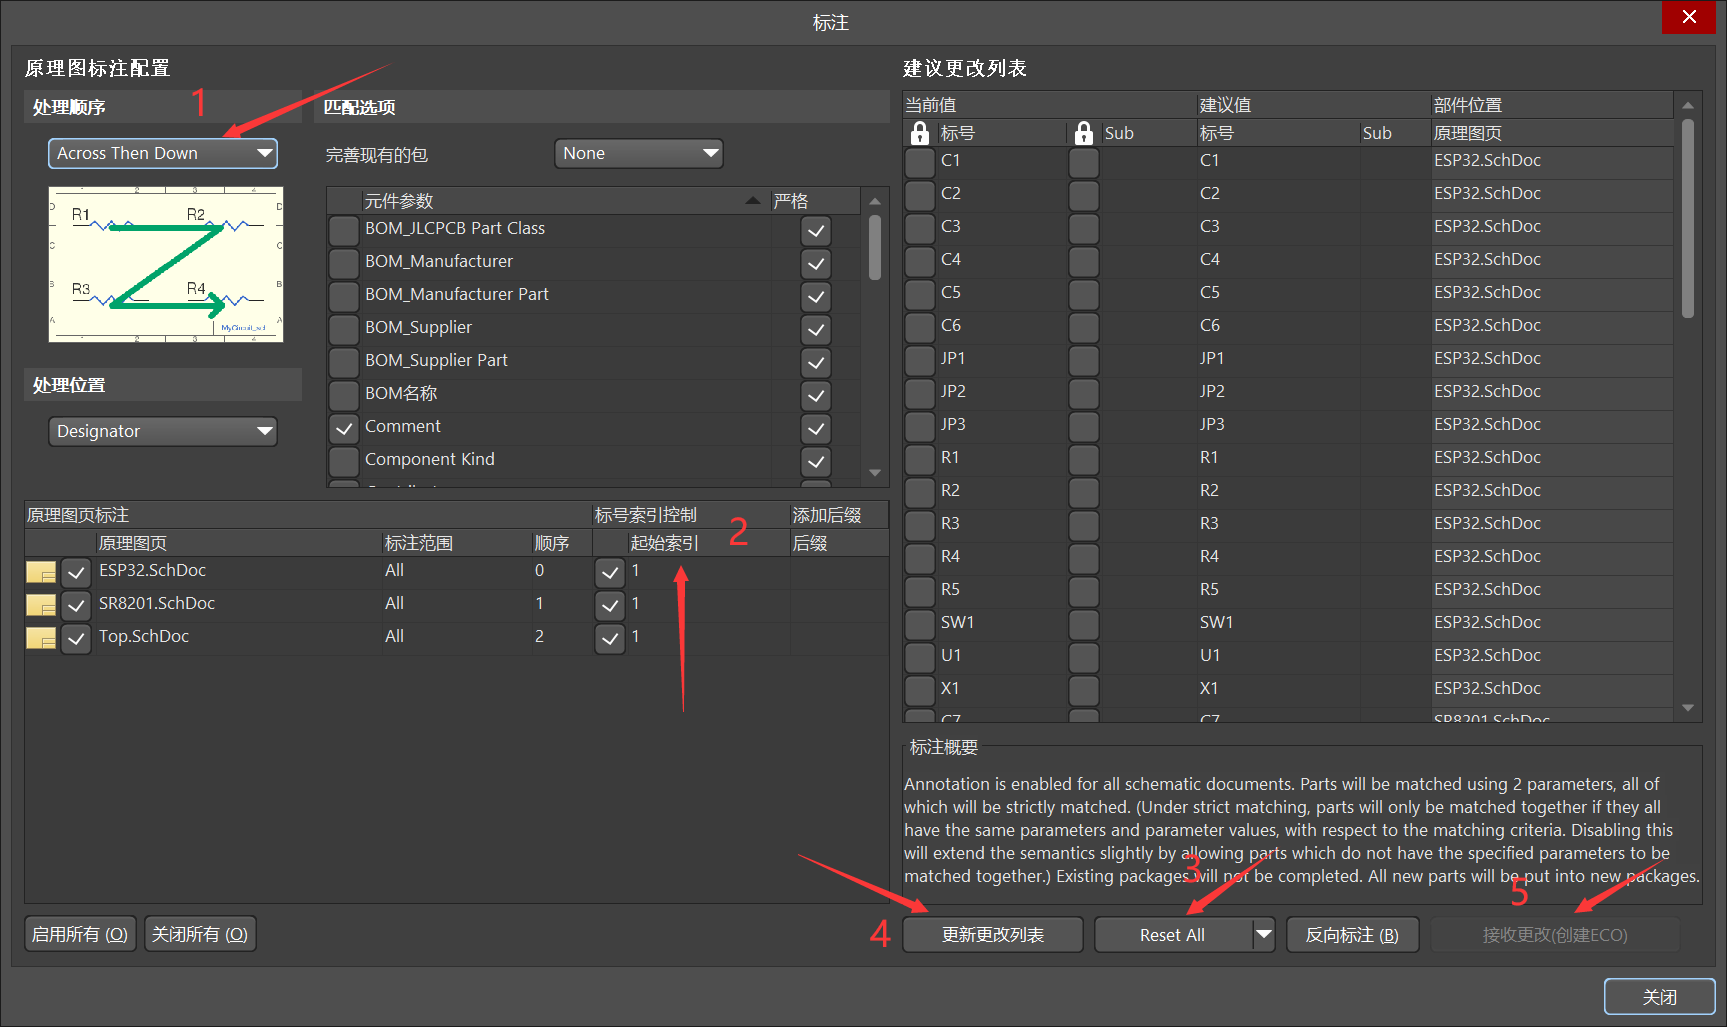 标注
原理图标注配置
处理顺序
1
Across Then Down
R1
R2
R3
R4
MyCircuit_sch
处理位置
Designator
匹配选项
完善现有的包
None
元件参数 严格
BOM_JLCPCB Part Class
BOM_Manufacturer
BOM_Manufacturer Part
BOM_Supplier
BOM_Supplier Part
BOM名称
Comment
Component Kind
原理图页标注 标号索引控制 添加后缀
2
原理图页 标注范围 顺序 起始索引 后缀
ESP32.SchDoc All 0 1
SR8201.SchDoc All 1 1
Top.SchDoc All 2 1
启用所有 (O) 关闭所有 (O)
建议更改列表
当前值 建议值 部件位置
标号 Sub 标号 Sub 原理图页
C1 C1 ESP32.SchDoc
C2 C2 ESP32.SchDoc
C3 C3 ESP32.SchDoc
C4 C4 ESP32.SchDoc
C5 C5 ESP32.SchDoc
C6 C6 ESP32.SchDoc
JP1 JP1 ESP32.SchDoc
JP2 JP2 ESP32.SchDoc
JP3 JP3 ESP32.SchDoc
R1 R1 ESP32.SchDoc
R2 R2 ESP32.SchDoc
R3 R3 ESP32.SchDoc
R4 R4 ESP32.SchDoc
R5 R5 ESP32.SchDoc
SW1 SW1 ESP32.SchDoc
U1 U1 ESP32.SchDoc
X1 X1 ESP32.SchDoc
C7 C7 SR8201.SchDoc
标注概要
Annotation is enabled for all schematic documents. Parts will be matched using 2 parameters, all of
which will be strictly matched. (Under strict matching, parts will only be matched together if they all
have the same parameters and parameter values, with respect to the matching criteria. Disabling this
will extend the semantics slightly by allowing parts which do not have the specified parameters to be
matched together.) Existing packages will not be completed. All new parts will be put into new packages.
3
5
4
更新更改列表 Reset All 反向标注 (B) 接收更改(创建ECO)
关闭